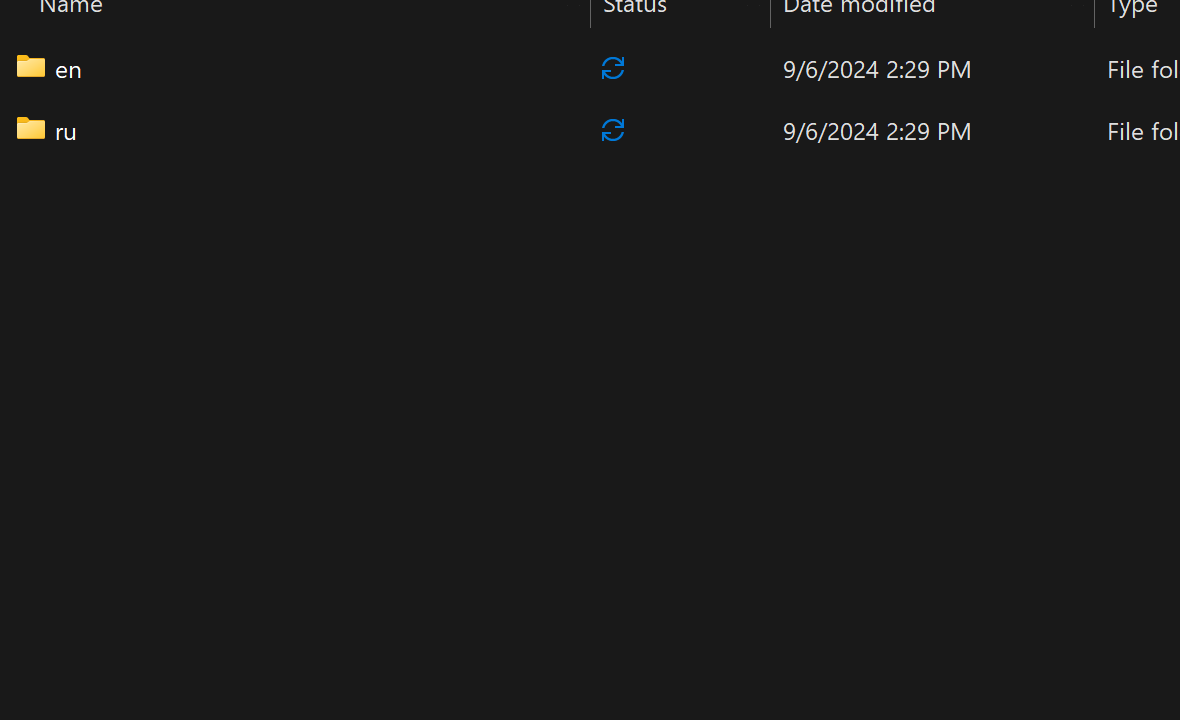 Name Status Date modified Type
en 9/6/2024 2:29 PM File fol
ru 9/6/2024 2:29 PM File fol